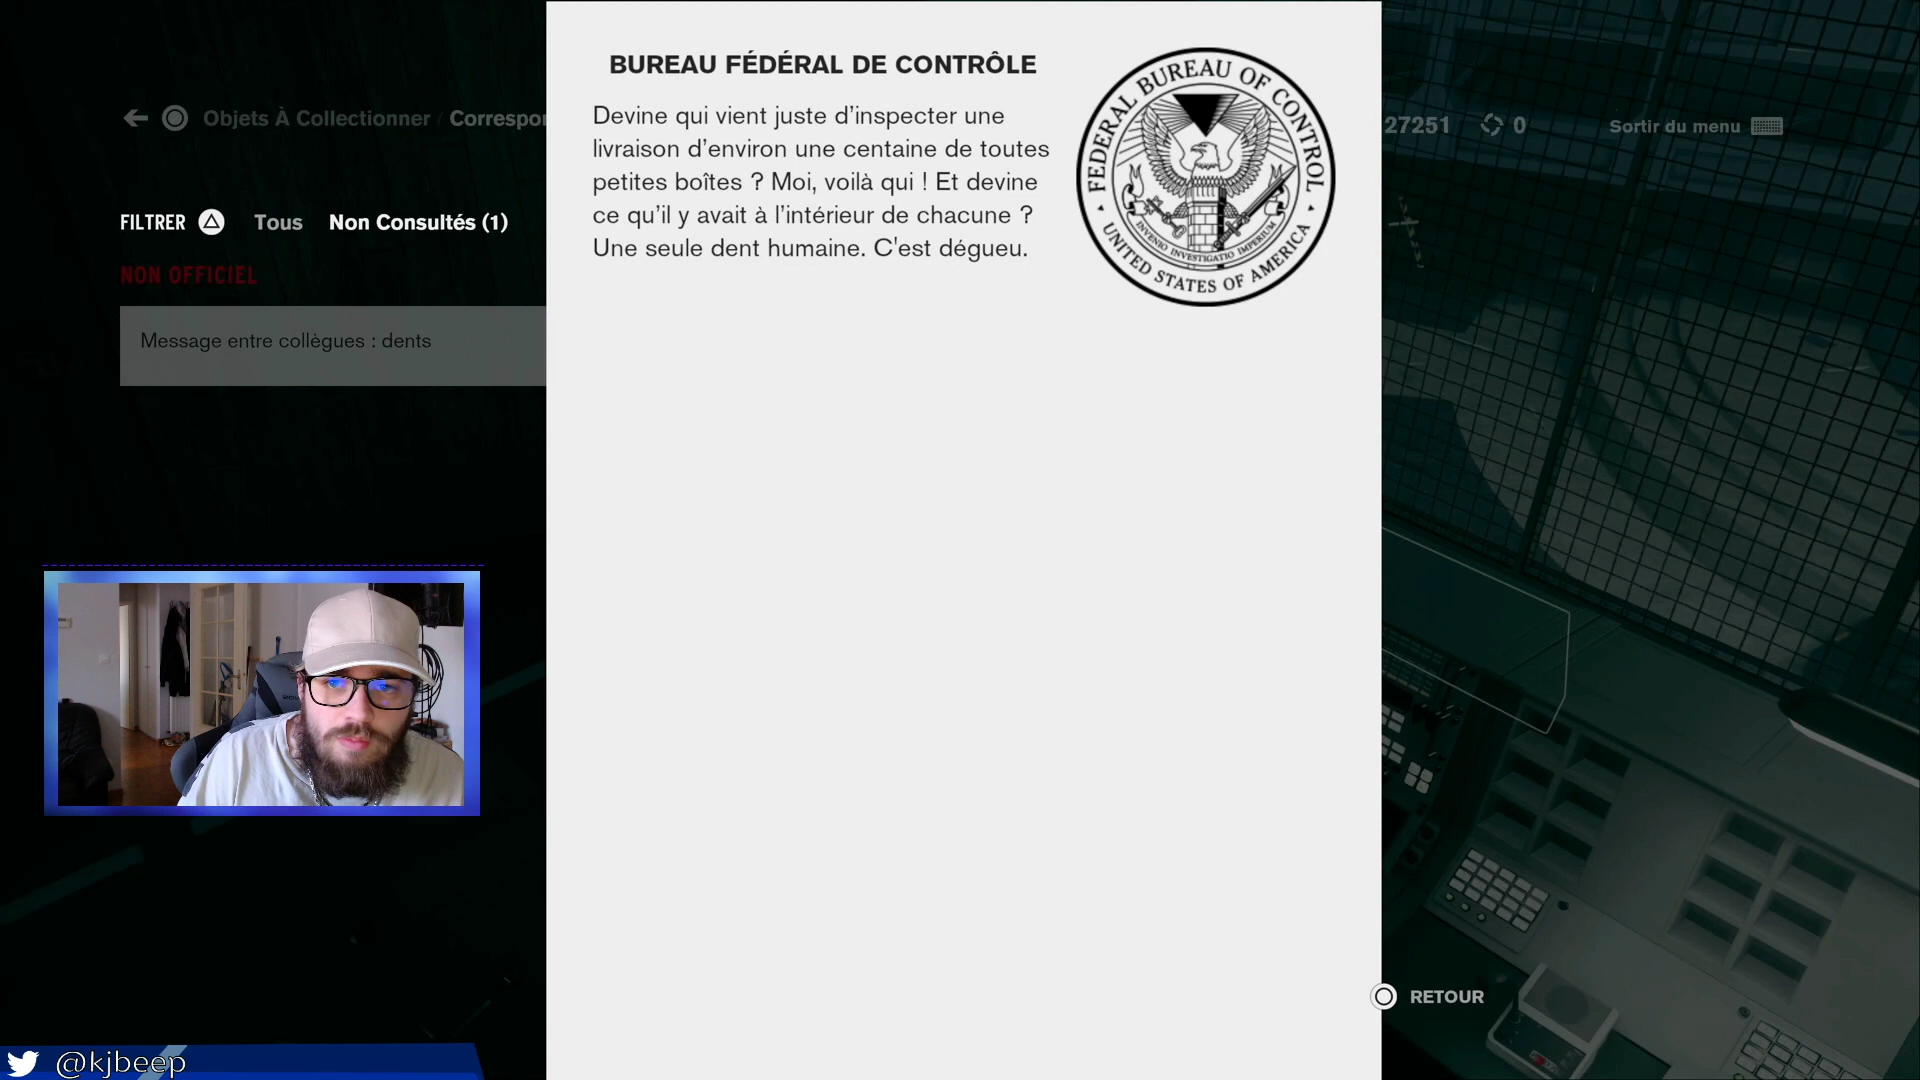 BUREAU FÉDÉRAL DE CONTRÔLE
Devine qui vient juste d’inspecter une
livraison d’environ une centaine de toutes
petites boîtes ? Moi, voilà qui ! Et devine
ce qu’il y avait à l’intérieur de chacune ?
Une seule dent humaine. C'est dégueu.
FEDERAL BUREAU OF CONTROL
INVENIO INVESTIGATIO IMPERIUM
UNITED STATES OF AMERICA
Objets À Collectionner / Correspon
27251
0
Sortir du menu
FILTRER
Tous
Non Consultés (1)
NON OFFICIEL
Message entre collègues : dents
RETOUR
@kjbeep